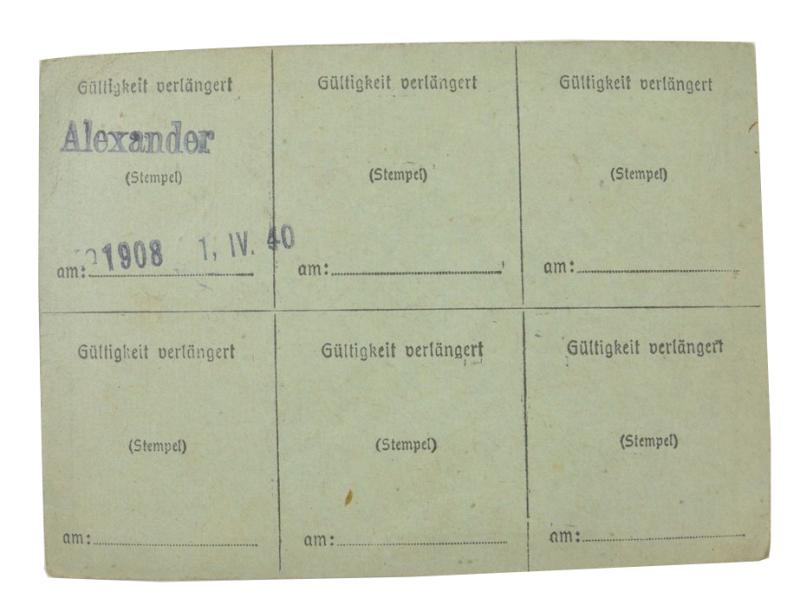 Gültigkeit verlängert
Alexander
(Stempel)
am: 1908 1. IV. 40
Gültigkeit verlängert
(Stempel)
am:
Gültigkeit verlängert
(Stempel)
am:
Gültigkeit verlängert
(Stempel)
am:
Gültigkeit verlängert
(Stempel)
am:
Gültigkeit verlängert
(Stempel)
am: